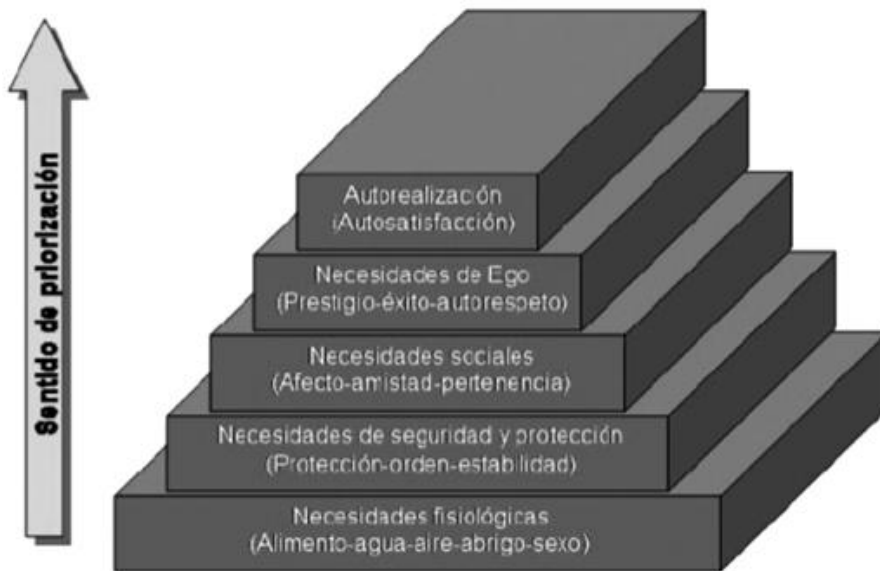 Sentido de priorización
Autorealización
(Autosatisfacción)
Necesidades de Ego
(Prestigio-éxito-autorespeto)
Necesidades sociales
(Afecto-amistad-pertenencia)
Necesidades de seguridad y protección
(Protección-orden-estabilidad)
Necesidades fisiológicas
(Alimento-agua-aire-abrigo-sexo)